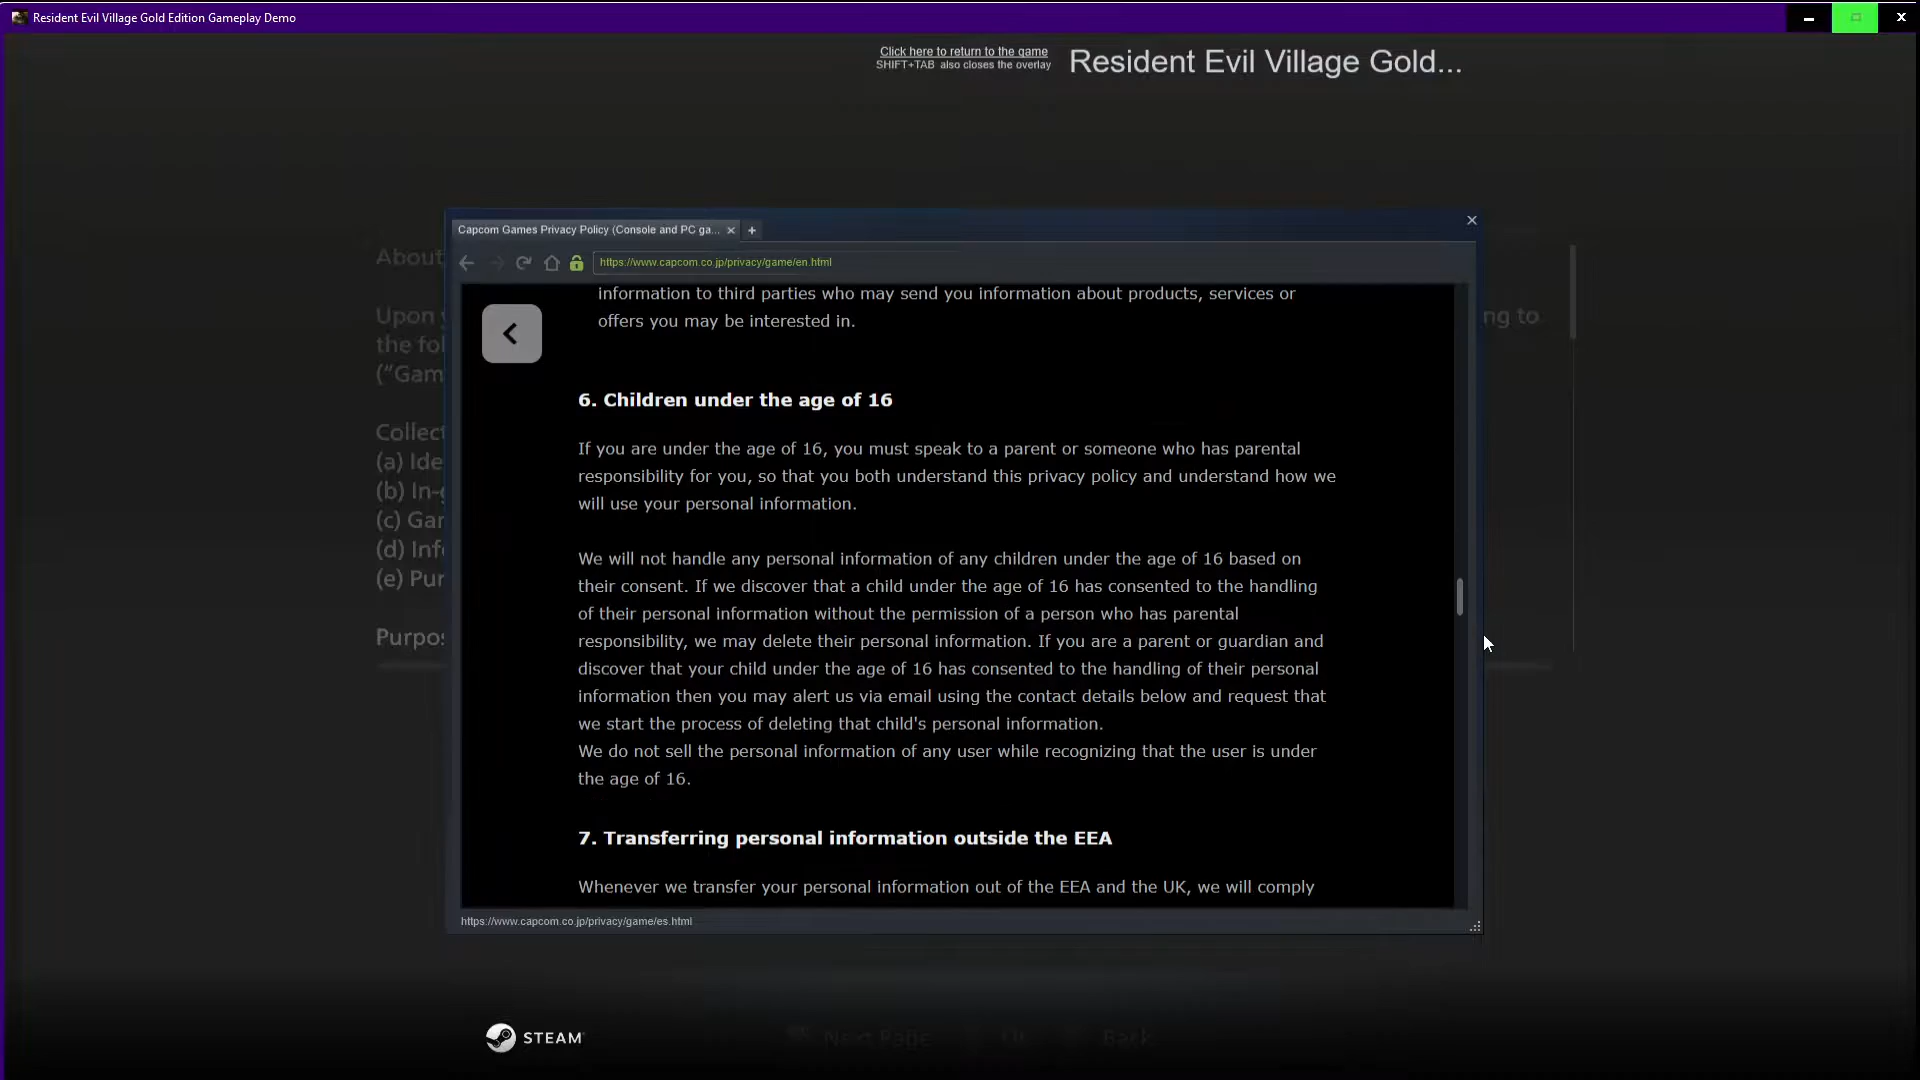 Resident Evil Village Gold Edition Gameplay Demo
Click here to return to the game
SHIFT+TAB also closes the overlay
Resident Evil Village Gold...
Capcom Games Privacy Policy (Console and PC ga...
https://www.capcom.co.jp/privacy/game/en.html
About
Upon
ng to
the fol
("Gam
Collect
(a) Ide
(b) In-g
(c) Gam
(d) Info
(e) Pur
Purpos
information to third parties who may send you information about products, services or
offers you may be interested in.
6. Children under the age of 16
If you are under the age of 16, you must speak to a parent or someone who has parental
responsibility for you, so that you both understand this privacy policy and understand how we
will use your personal information.
We will not handle any personal information of any children under the age of 16 based on
their consent. If we discover that a child under the age of 16 has consented to the handling
of their personal information without the permission of a person who has parental
responsibility, we may delete their personal information. If you are a parent or guardian and
discover that your child under the age of 16 has consented to the handling of their personal
information then you may alert us via email using the contact details below and request that
we start the process of deleting that child's personal information.
We do not sell the personal information of any user while recognizing that the user is under
the age of 16.
7. Transferring personal information outside the EEA
Whenever we transfer your personal information out of the EEA and the UK, we will comply
https://www.capcom.co.jp/privacy/game/es.html
STEAM
Next Page
Back